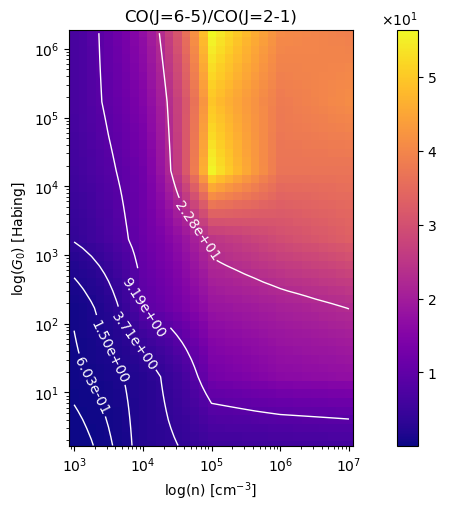 CO(J=6-5)/CO(J=2-1)
×10¹
10⁶
10⁵
10⁴
10³
10²
10¹
log(G₀) [Habing]
2.28e+01
9.19e+00
3.71e+00
1.50e+00
6.03e-01
10³ 10⁴ 10⁵ 10⁶ 10⁷
log(n) [cm⁻³]
5
4
3
2
1